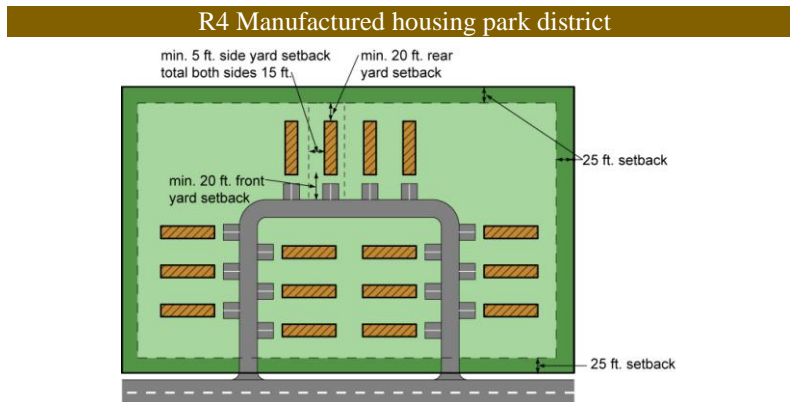 R4 Manufactured housing park district
min. 5 ft. side yard setback
total both sides 15 ft.
min. 20 ft. rear
yard setback
25 ft. setback
min. 20 ft. front
yard setback
25 ft. setback